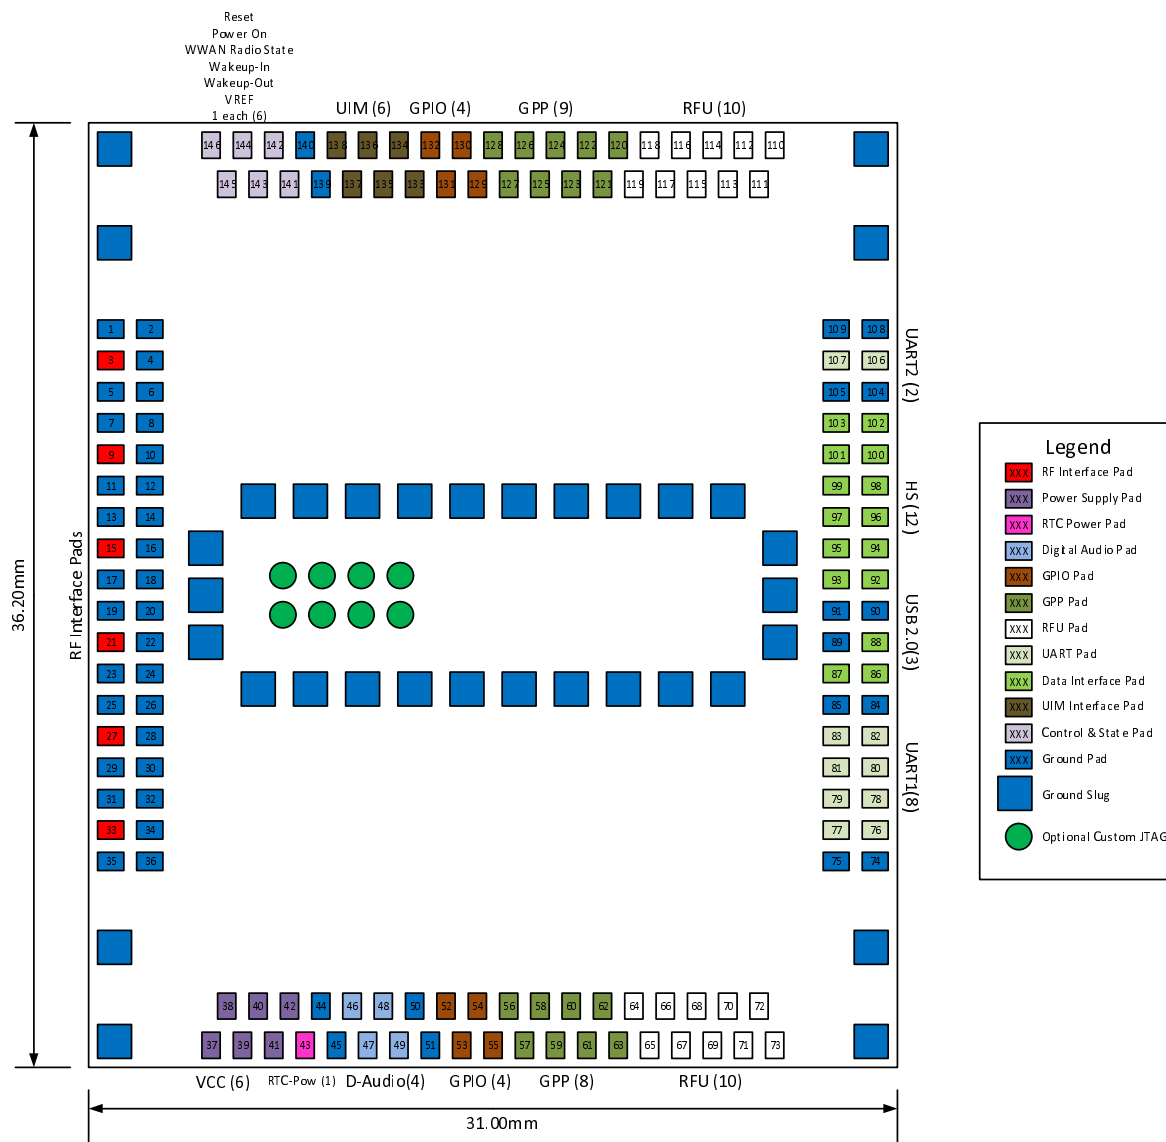 Reset
Power On
WWAN Radio State
Wakeup-In
Wakeup-Out
VREF
1 each (6)
UIM (6) GPIO (4) GPP (9) RFU (10)
146 144 142 140 138 136 134 132 130 128 126 124 122 120 118 116 114 112 110
145 143 141 139 137 135 133 131 129 127 125 123 121 119 117 115 113 111
1 2 109 108
3 4 107 106
5 6 105 104
7 8 103 102
9 10 101 100
11 12 99 98
13 14 97 96
15 16 95 94
17 18 93 92
19 20 91 90
21 22 89 88
23 24 87 86
25 26 85 84
27 28 83 82
29 30 81 80
31 32 79 78
33 34 77 76
35 36 75 74
36.20mm
RF Interface Pads
UART2 (2)
HS (12)
USB2.0(3)
UART1(8)
38 40 42 44 46 48 50 52 54 56 58 60 62 64 66 68 70 72
37 39 41 43 45 47 49 51 53 55 57 59 61 63 65 67 69 71 73
VCC (6) RTC-Pow (1) D-Audio(4) GPIO (4) GPP (8) RFU (10)
31.00mm
Legend
XXX RF Interface Pad
XXX Power Supply Pad
XXX RTC Power Pad
XXX Digital Audio Pad
XXX GPIO Pad
XXX GPP Pad
XXX RFU Pad
XXX UART Pad
XXX Data Interface Pad
XXX UIM Interface Pad
XXX Control & State Pad
XXX Ground Pad
Ground Slug
Optional Custom JTAG